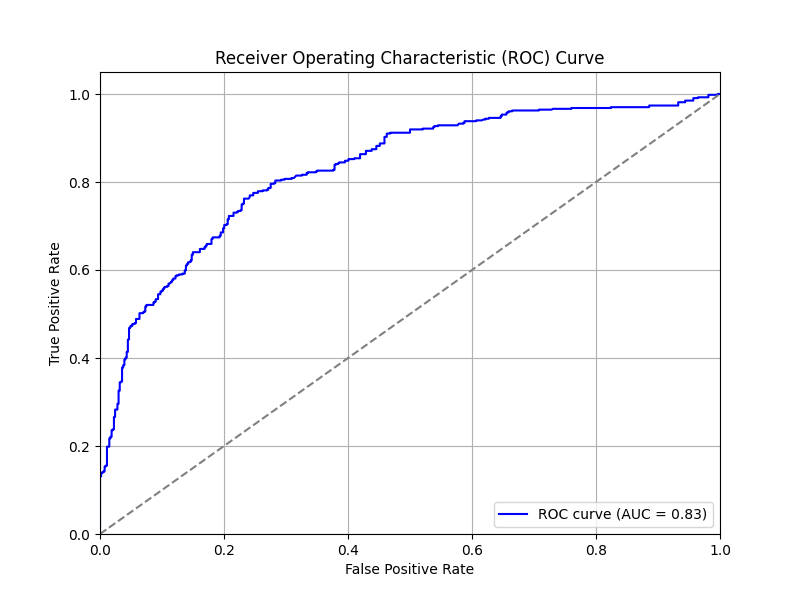 Receiver Operating Characteristic (ROC) Curve
1.0
0.8
0.6
0.4
0.2
0.0
True Positive Rate
ROC curve (AUC = 0.83)
0.0 0.2 0.4 0.6 0.8 1.0
False Positive Rate